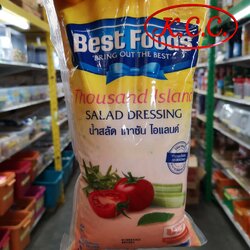 K.C.C.
Best Foods
"BRING OUT THE BEST"
Thousand Island
SALAD DRESSING
น้ำสลัด เทาซัน ไอแลนด์